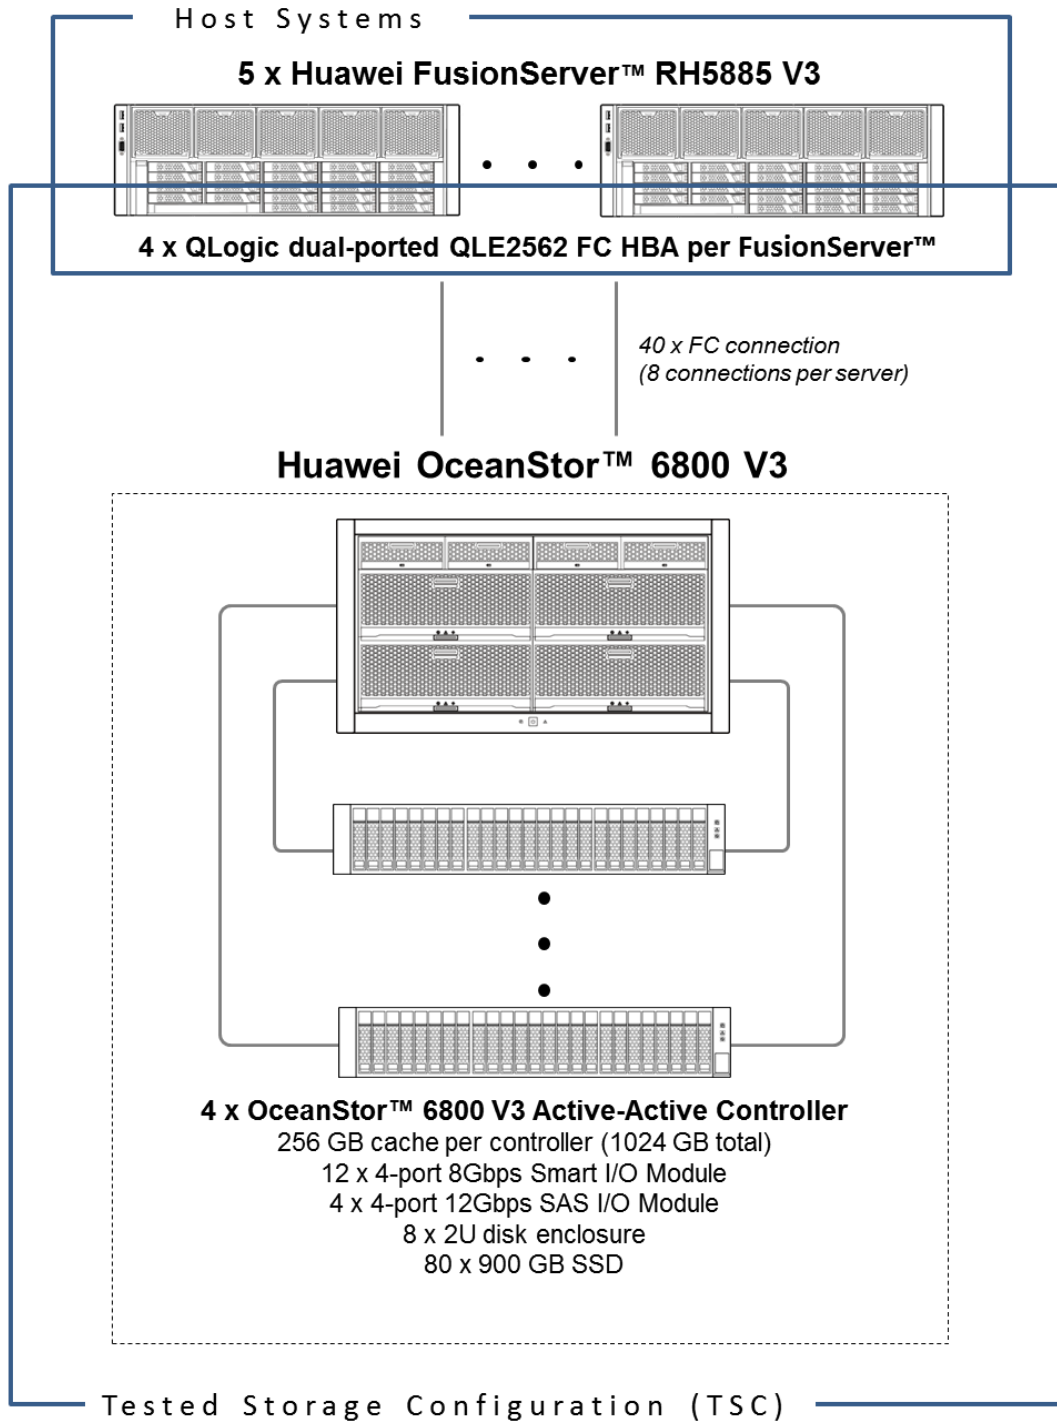 Host Systems
5 x Huawei FusionServer™ RH5885 V3
4 x QLogic dual-ported QLE2562 FC HBA per FusionServer™
40 x FC connection
(8 connections per server)
Huawei OceanStor™ 6800 V3
4 x OceanStor™ 6800 V3 Active-Active Controller
256 GB cache per controller (1024 GB total)
12 x 4-port 8Gbps Smart I/O Module
4 x 4-port 12Gbps SAS I/O Module
8 x 2U disk enclosure
80 x 900 GB SSD
Tested Storage Configuration (TSC)